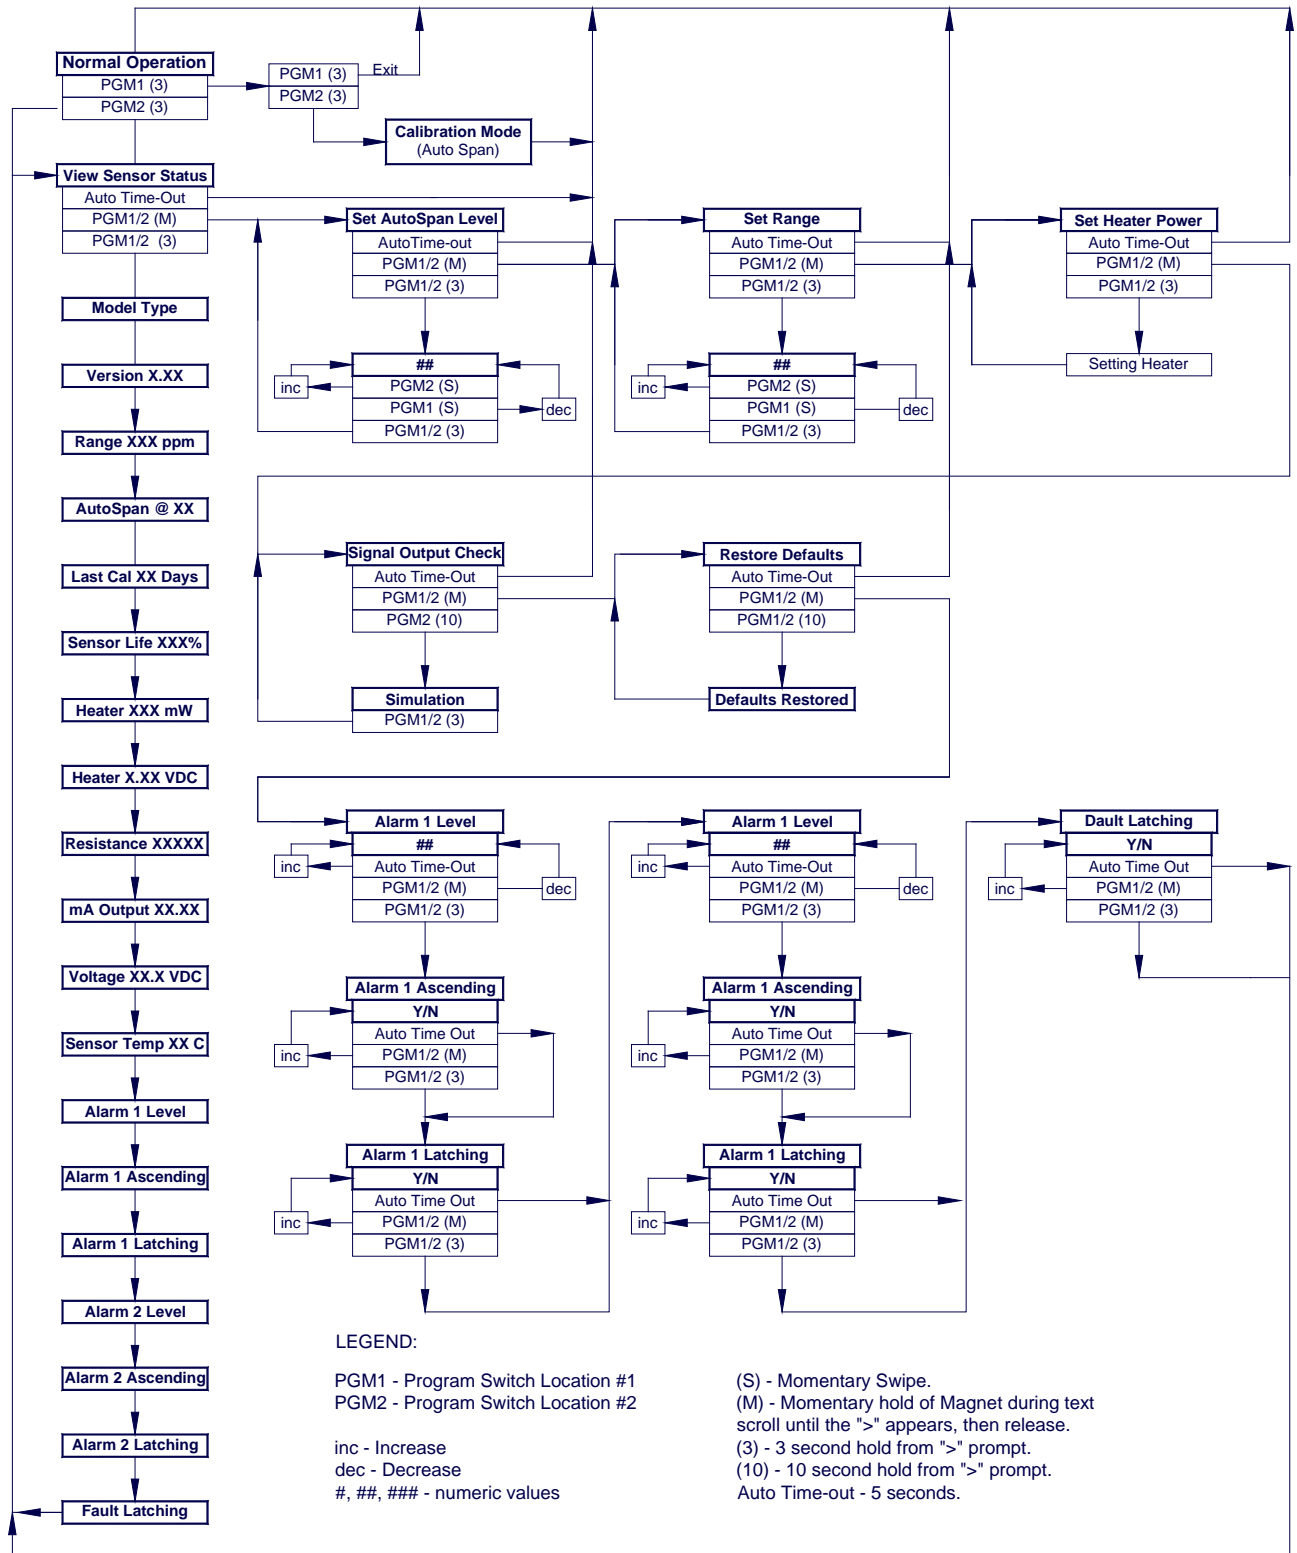 Normal Operation
PGM1 (3)
PGM2 (3)
PGM1 (3)
PGM2 (3)
Exit
Calibration Mode
(Auto Span)
View Sensor Status
Auto Time-Out
PGM1/2 (M)
PGM1/2 (3)
Set AutoSpan Level
AutoTime-out
PGM1/2 (M)
PGM1/2 (3)
##
PGM2 (S)
PGM1 (S)
PGM1/2 (3)
inc
dec
Set Range
Auto Time-Out
PGM1/2 (M)
PGM1/2 (3)
##
PGM2 (S)
PGM1 (S)
PGM1/2 (3)
inc
dec
Set Heater Power
Auto Time-Out
PGM1/2 (M)
PGM1/2 (3)
Setting Heater
Model Type
Version X.XX
Range XXX ppm
AutoSpan @ XX
Last Cal XX Days
Sensor Life XXX%
Heater XXX mW
Heater X.XX VDC
Resistance XXXXX
mA Output XX.XX
Voltage XX.X VDC
Sensor Temp XX C
Alarm 1 Level
Alarm 1 Ascending
Alarm 1 Latching
Alarm 2 Level
Alarm 2 Ascending
Alarm 2 Latching
Fault Latching
Signal Output Check
Auto Time-Out
PGM1/2 (M)
PGM2 (10)
Simulation
PGM1/2 (3)
Restore Defaults
Auto Time-Out
PGM1/2 (M)
PGM1/2 (10)
Defaults Restored
Alarm 1 Level
##
Auto Time-Out
PGM1/2 (M)
PGM1/2 (3)
inc
dec
Alarm 1 Ascending
Y/N
Auto Time Out
PGM1/2 (M)
PGM1/2 (3)
inc
Alarm 1 Latching
Y/N
Auto Time Out
PGM1/2 (M)
PGM1/2 (3)
inc
Alarm 1 Level
##
Auto Time-Out
PGM1/2 (M)
PGM1/2 (3)
inc
dec
Alarm 1 Ascending
Y/N
Auto Time Out
PGM1/2 (M)
PGM1/2 (3)
inc
Alarm 1 Latching
Y/N
Auto Time Out
PGM1/2 (M)
PGM1/2 (3)
inc
Dault Latching
Y/N
Auto Time Out
PGM1/2 (M)
PGM1/2 (3)
inc
LEGEND:
PGM1 - Program Switch Location #1
PGM2 - Program Switch Location #2
inc - Increase
dec - Decrease
#, ##, ### - numeric values
(S) - Momentary Swipe.
(M) - Momentary hold of Magnet during text
scroll until the ">" appears, then release.
(3) - 3 second hold from ">" prompt.
(10) - 10 second hold from ">" prompt.
Auto Time-out - 5 seconds.